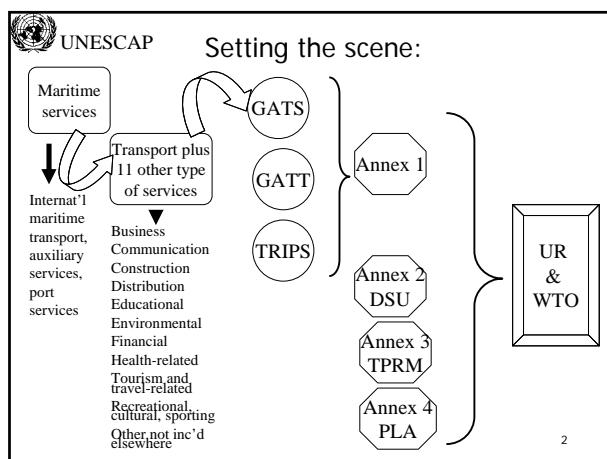 UNESCAP
Setting the scene:
Maritime
services
Internat'l
maritime
transport,
auxiliary
services,
port
services
Transport plus
11 other type
of services
Business
Communication
Construction
Distribution
Educational
Environmental
Financial
Health-related
Tourism and
travel-related
Recreational,
cultural, sporting
Other not inc'd
elsewhere
GATS
GATT
TRIPS
Annex 1
Annex 2
DSU
Annex 3
TPRM
Annex 4
PLA
UR
&
WTO
2